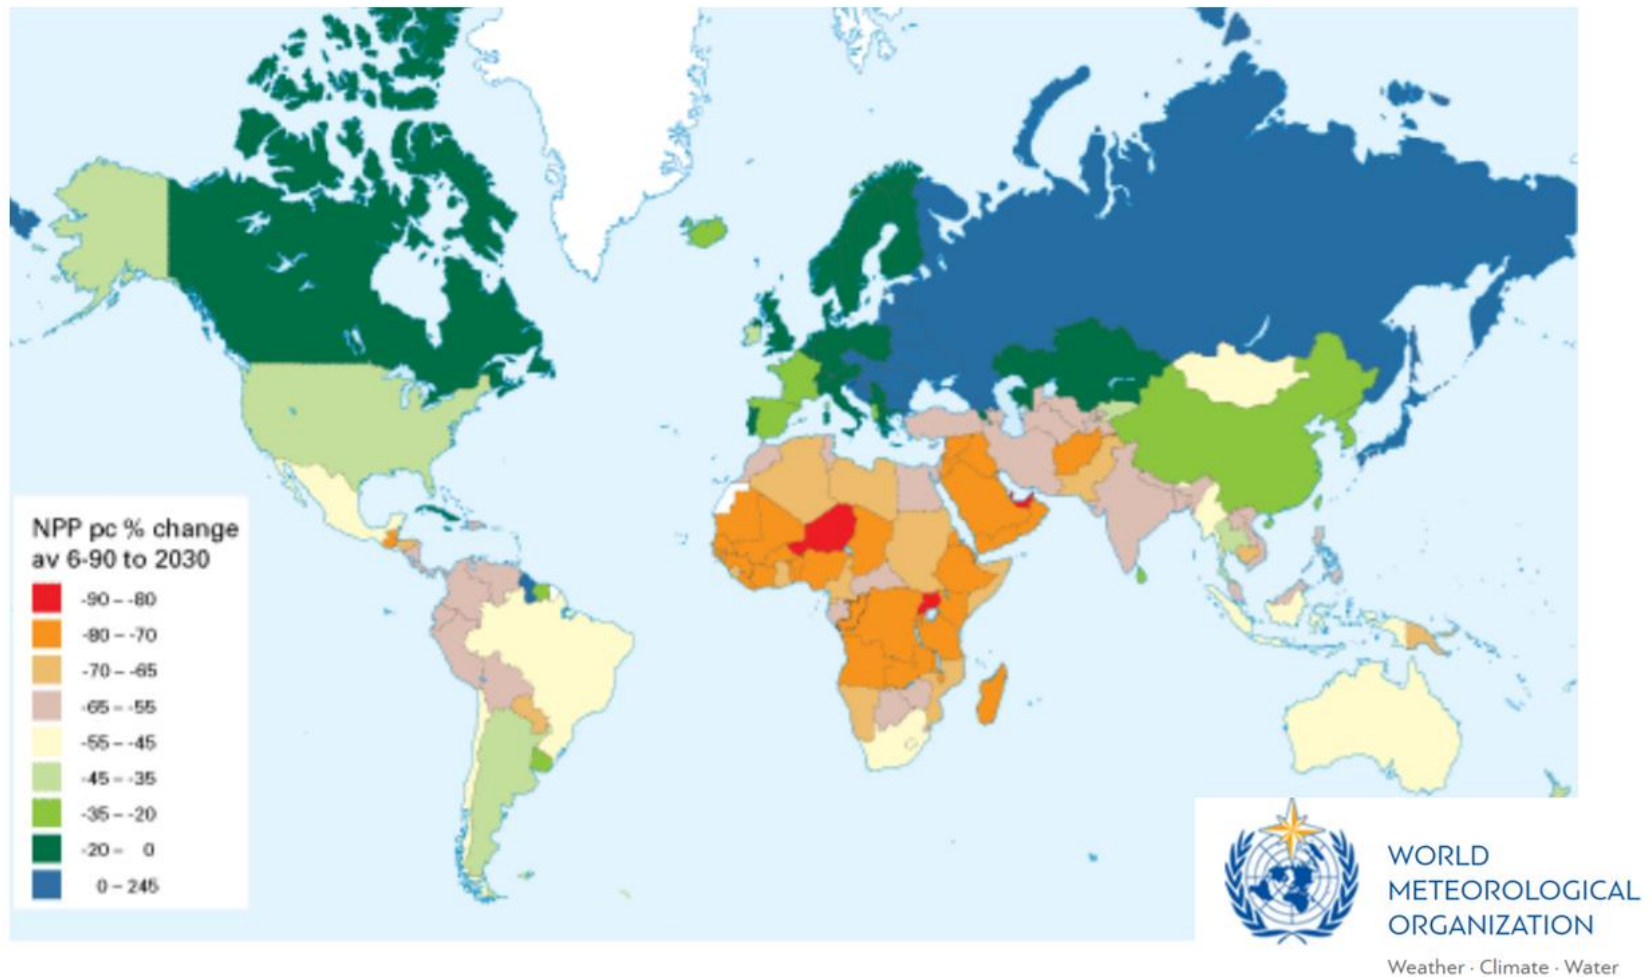 NPP pc % change
av 6-90 to 2030
-90 – -80
-80 – -70
-70 – -65
-65 – -55
-55 – -45
-45 – -35
-35 – -20
-20 – 0
0 – 245
WORLD
METEOROLOGICAL
ORGANIZATION
Weather · Climate · Water